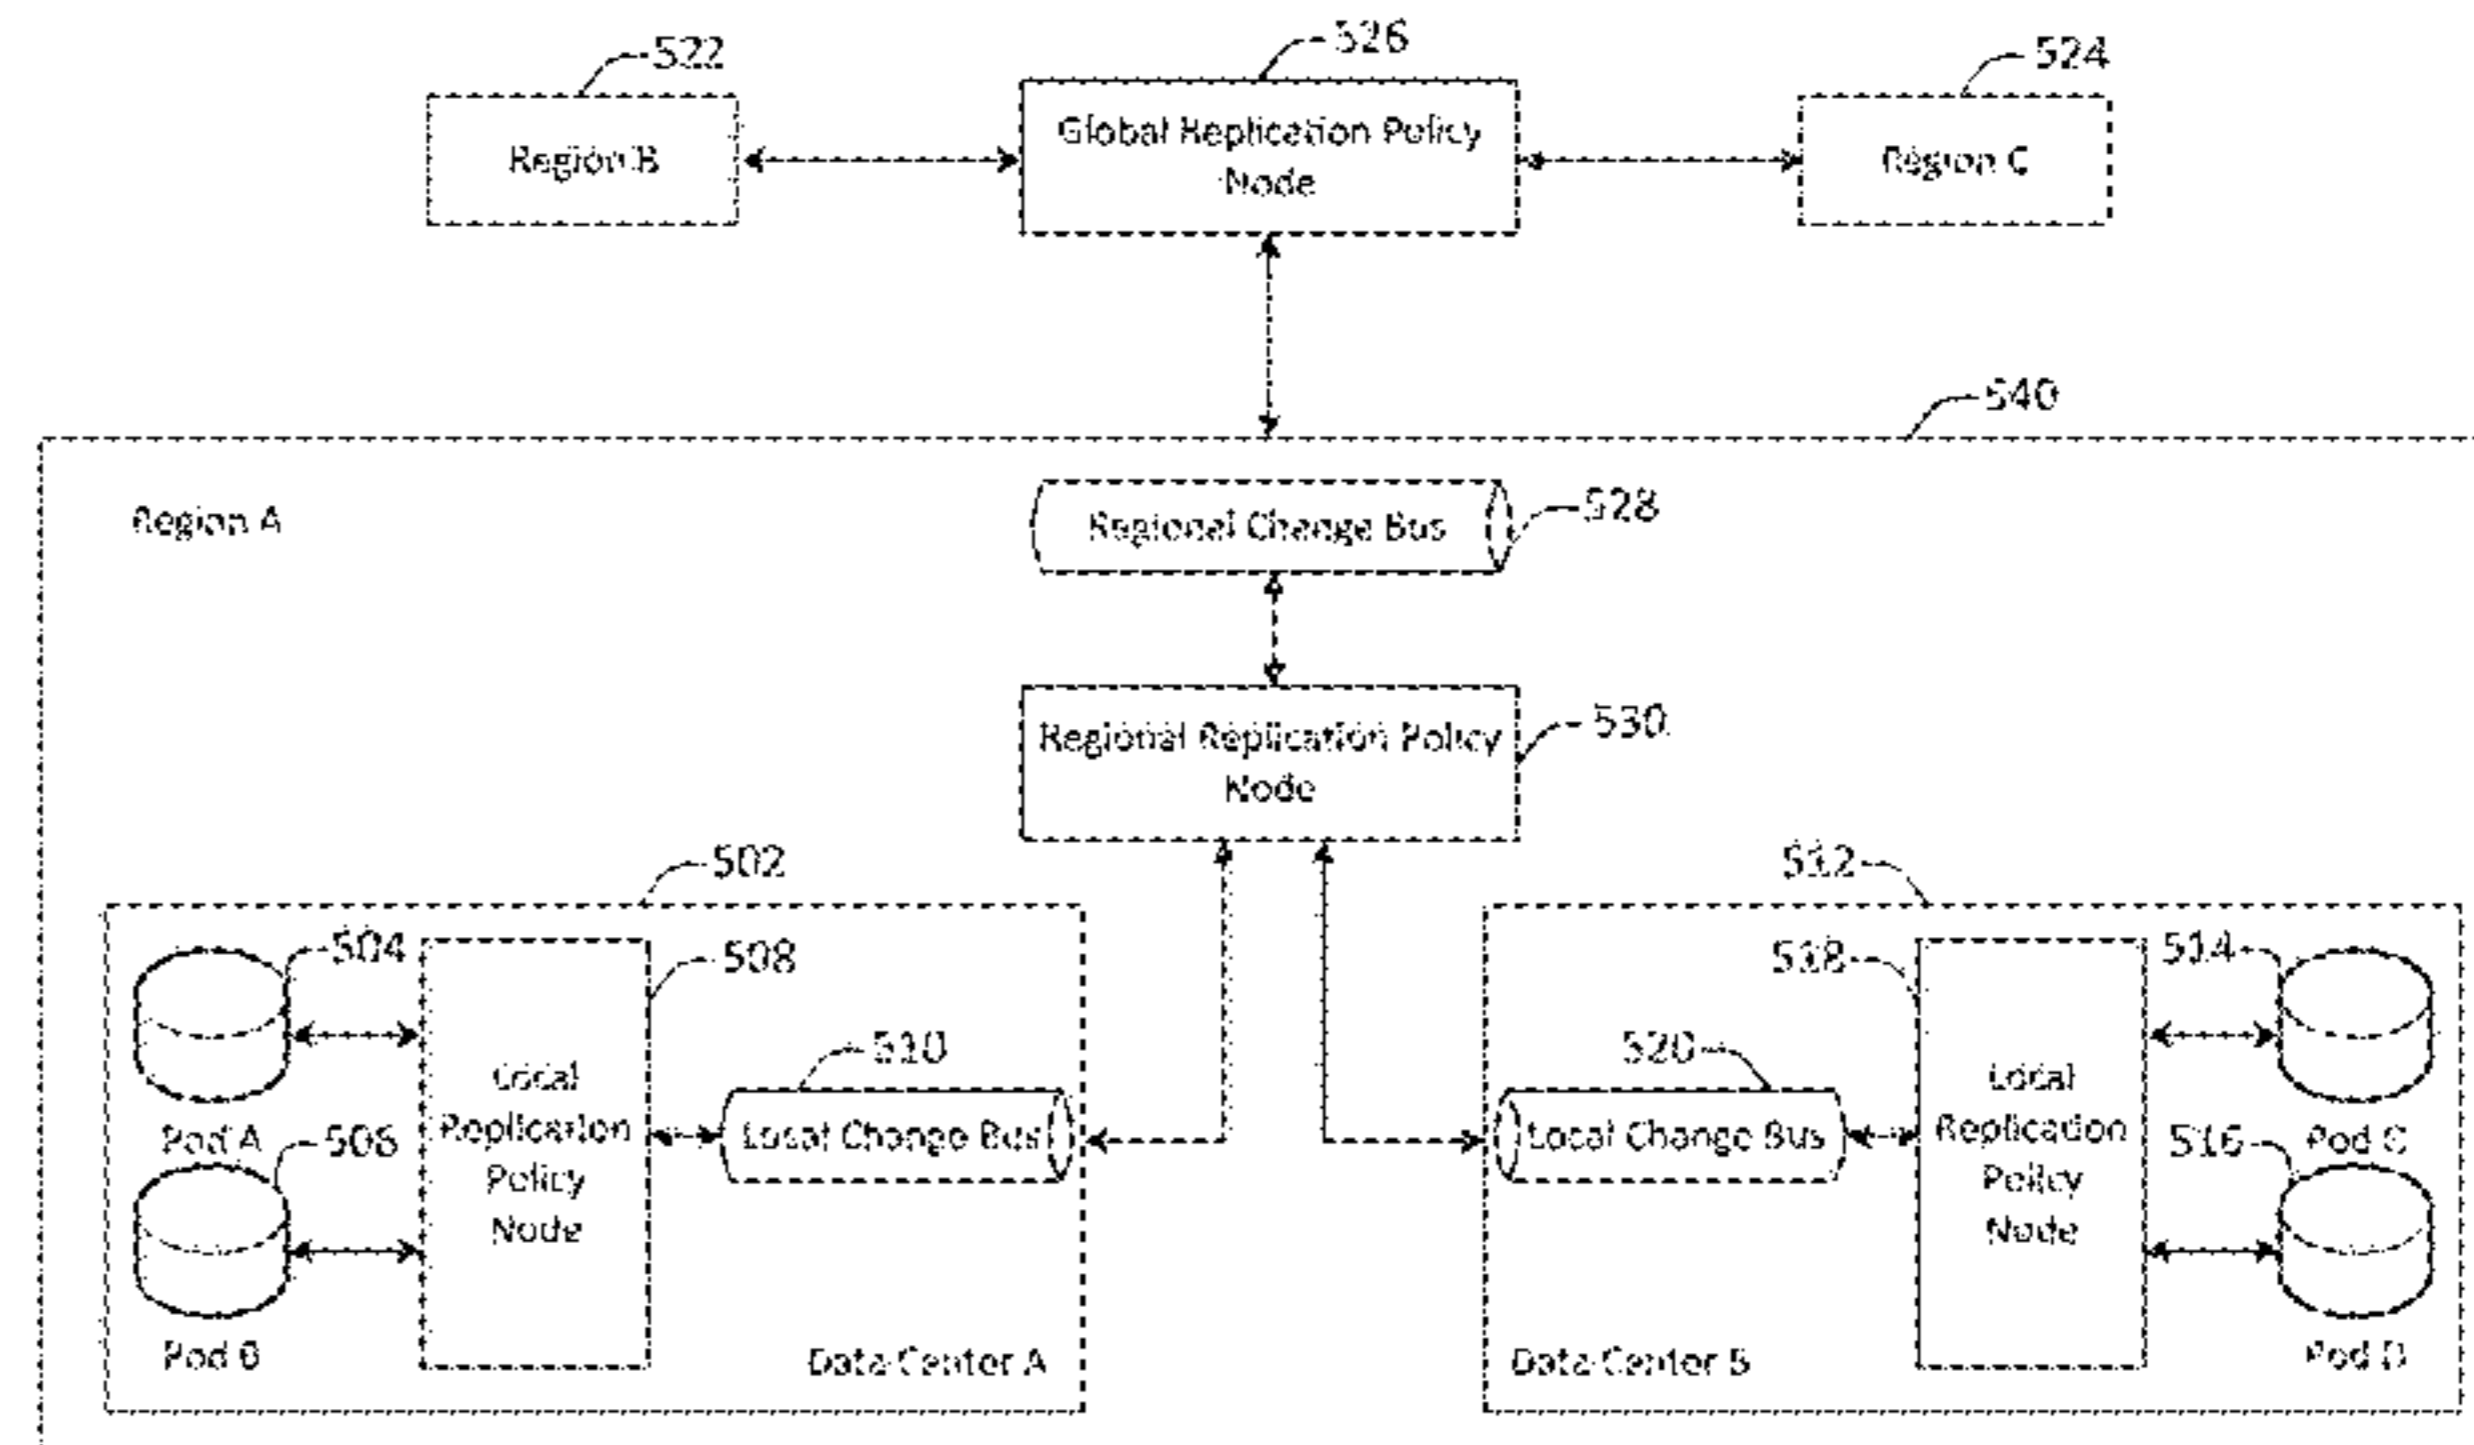 522
526
524
Region B
Global Replication Policy
Node
Region C
540
Region A
Regional Change Bus
528
Regional Replication Policy
Node
530
502
512
504
508
518
514
510
520
Local
Replication
Policy
Node
Local Change Bus
Local Change Bus
Local
Replication
Policy
Node
Pod A
506
516
Pod C
Pod B
Data Center A
Data Center B
Pod D